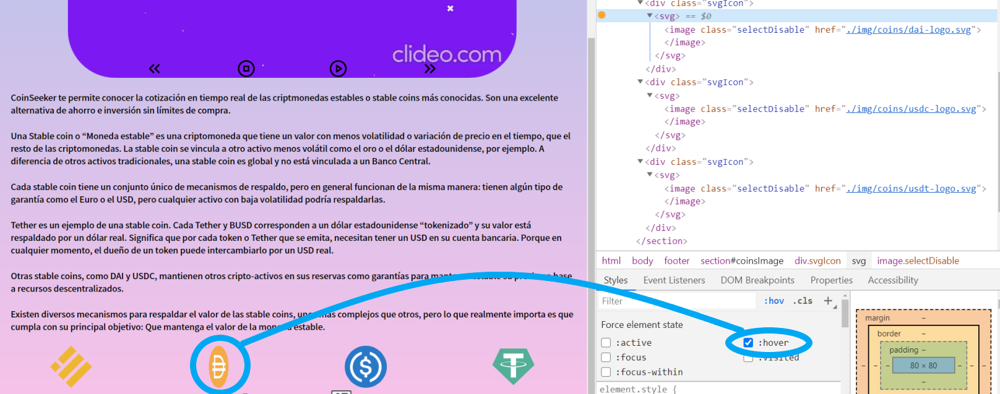 clideo.com
CoinSeeker te permite conocer la cotización en tiempo real de las criptmonedas estables o stable coins más conocidas. Son una excelente
alternativa de ahorro e inversión sin límites de compra.
Una Stable coin o “Moneda estable” es una criptomoneda que tiene un valor con menos volatilidad o variación de precio en el tiempo, que el
resto de las criptomonedas. La stable coin se vincula a otro activo menos volátil como el oro o el dólar estadounidense, por ejemplo. A
diferencia de otros activos tradicionales, una stable coin es global y no está vinculada a un Banco Central.
Cada stable coin tiene un conjunto único de mecanismos de respaldo, pero en general funcionan de la misma manera: tienen algún tipo de
garantía como el Euro o el USD, pero cualquier activo con baja volatilidad podría respaldarlas.
Tether es un ejemplo de una stable coin. Cada Tether y BUSD corresponden a un dólar estadounidense “tokenizado” y su valor está
respaldado por un dólar real. Significa que por cada token o Tether que se emita, necesitan tener un USD en su cuenta bancaria. Porque en
cualquier momento, el dueño de un token puede intercambiarlo por un USD real.
Otras stable coins, como DAI y USDC, mantienen otros cripto-activos en sus reservas como garantías para base
a recursos descentralizados.
Existen diversos mecanismos para respaldar el valor de las stable coins, más complejos que otros, pero lo que realmente importa es que
cumpla con su principal objetivo: Que mantenga el valor de la moneda estable.
<div class="svgIcon">
<svg> == $0
<image class="selectDisable" href="./img/coins/dai-logo.svg">
</image>
</svg>
</div>
<div class="svgIcon">
<svg>
<image class="selectDisable" href="./img/coins/usdc-logo.svg">
</image>
</svg>
</div>
<div class="svgIcon">
<svg>
<image class="selectDisable" href="./img/coins/usdt-logo.svg">
</image>
</svg>
</div>
</section>
html body footer section#coinsImage div.svgIcon svg image.selectDisable
Styles Event Listeners DOM Breakpoints Properties Accessibility
Filter :hov .cls +
Force element state
:active :hover
:focus :visited
:focus-within
element.style {
margin –
border –
padding –
– – – 80 × 80 – – –
–